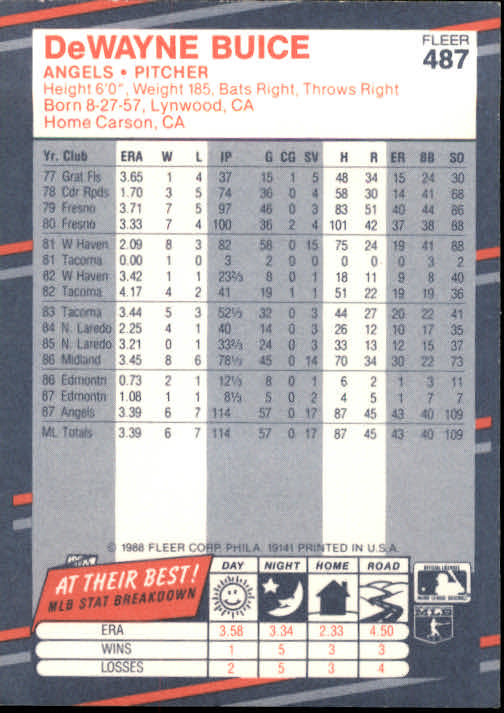 DeWAYNE BUICE
FLEER
487
ANGELS • PITCHER
Height 6'0", Weight 185, Bats Right, Throws Right
Born 8-27-57, Lynwood, CA
Home Carson, CA
Yr. Club ERA W L IP G CG SV H R ER BB SO
77 Grat Fls 3.65 1 4 37 15 1 5 48 34 15 24 30
78 Cdr Rpds 1.70 3 5 74 36 0 4 58 30 14 41 68
79 Fresno 3.71 7 5 97 46 0 3 83 51 40 44 86
80 Fresno 3.33 7 4 100 36 2 4 101 42 37 38 88
81 W Haven 2.09 8 3 82 58 0 15 75 24 19 41 88
81 Tacoma 0.00 1 0 3 2 0 0 0 0 0 3 2
82 W Haven 3.42 1 1 23⅔ 8 0 1 18 11 9 8 40
82 Tacoma 4.17 4 2 41 19 1 1 51 22 19 19 36
83 Tacoma 3.44 5 3 52⅓ 32 0 3 44 27 20 22 41
84 N. Laredo 2.25 4 1 40 14 0 3 26 12 10 17 35
85 N. Laredo 3.21 0 1 33⅔ 24 0 3 33 13 12 15 37
86 Midland 3.45 8 6 78⅓ 45 0 14 70 34 30 22 73
86 Edmontn 0.73 2 1 12⅓ 8 0 1 6 2 1 3 11
87 Edmontn 1.08 1 1 8⅓ 5 0 2 4 5 1 1 7
87 Angels 3.39 6 7 114 57 0 17 87 45 43 40 109
ML Totals 3.39 6 7 114 57 0 17 87 45 43 40 109
© 1988 FLEER CORP. PHILA. 19141 PRINTED IN U.S.A.
AT THEIR BEST!
MLB STAT BREAKDOWN
DAY NIGHT HOME ROAD
ERA 3.58 3.34 2.33 4.50
WINS 1 5 3 3
LOSSES 2 5 3 4
MLB